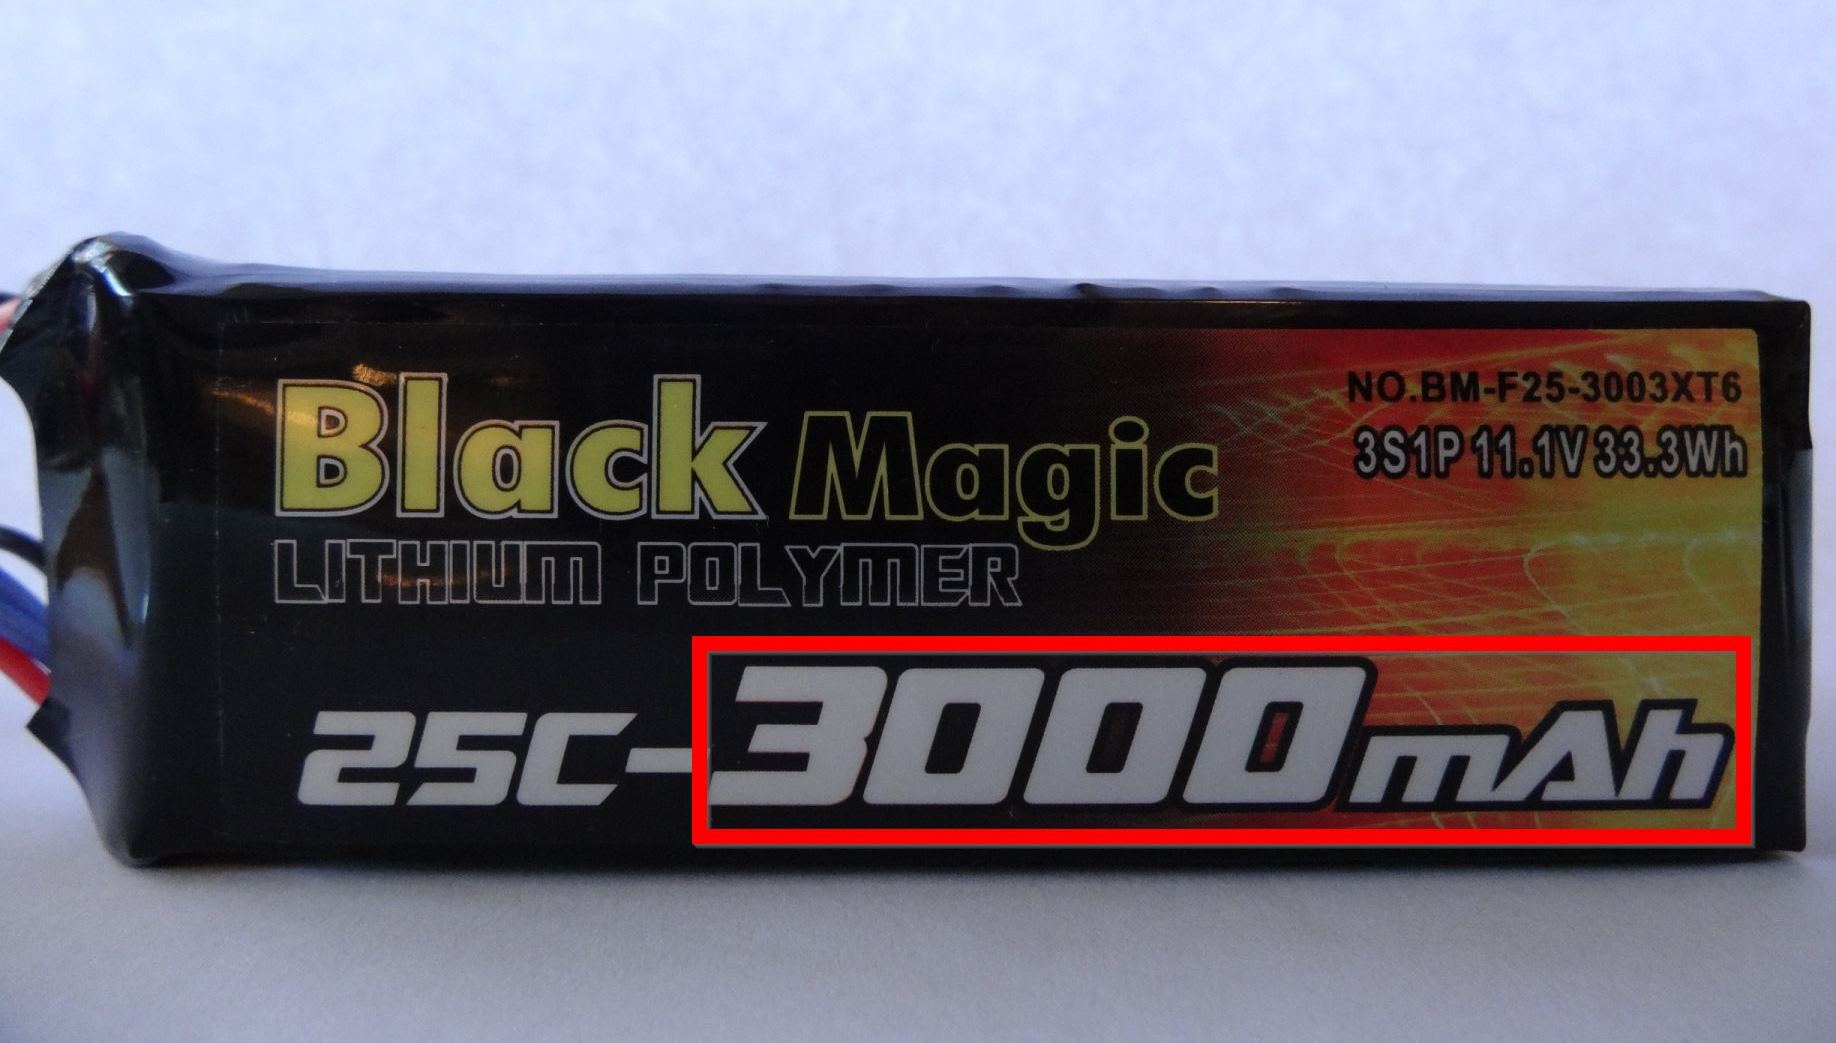 Black Magic
LITHIUM POLYMER
NO.BM-F25-3003XT6
3S1P 11.1V 33.3Wh
25C-3000mAh